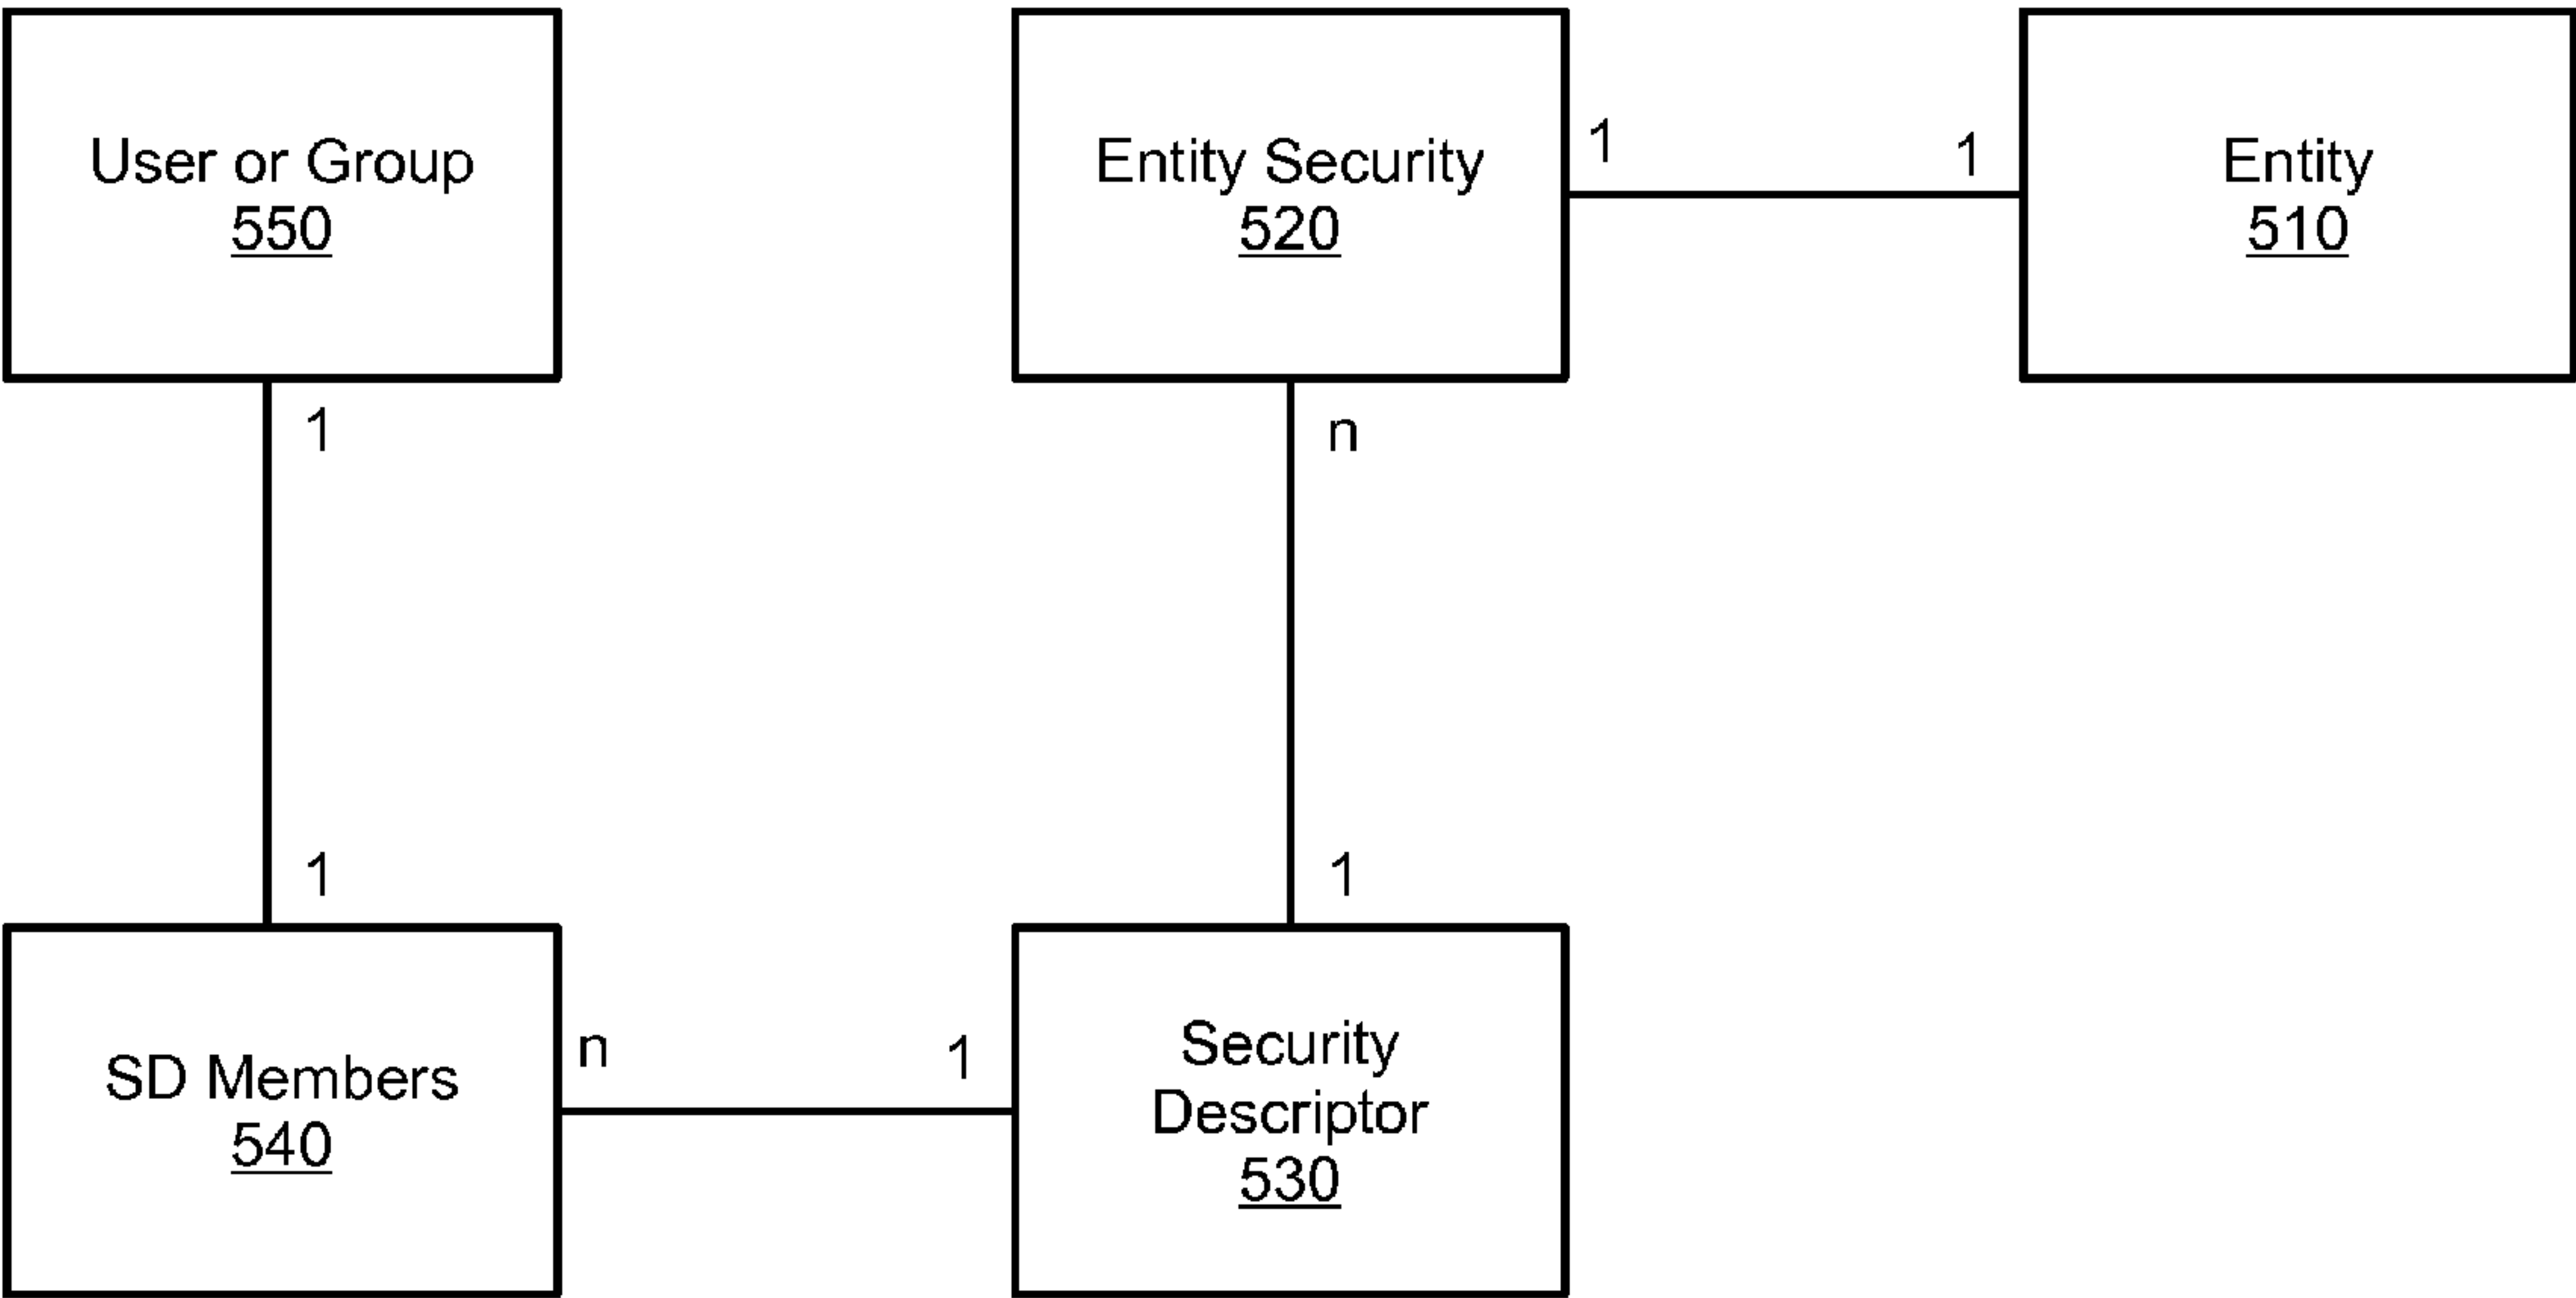 User or Group
550
Entity Security
520
1
1
Entity
510
1
n
1
1
SD Members
540
n
1
Security
Descriptor
530